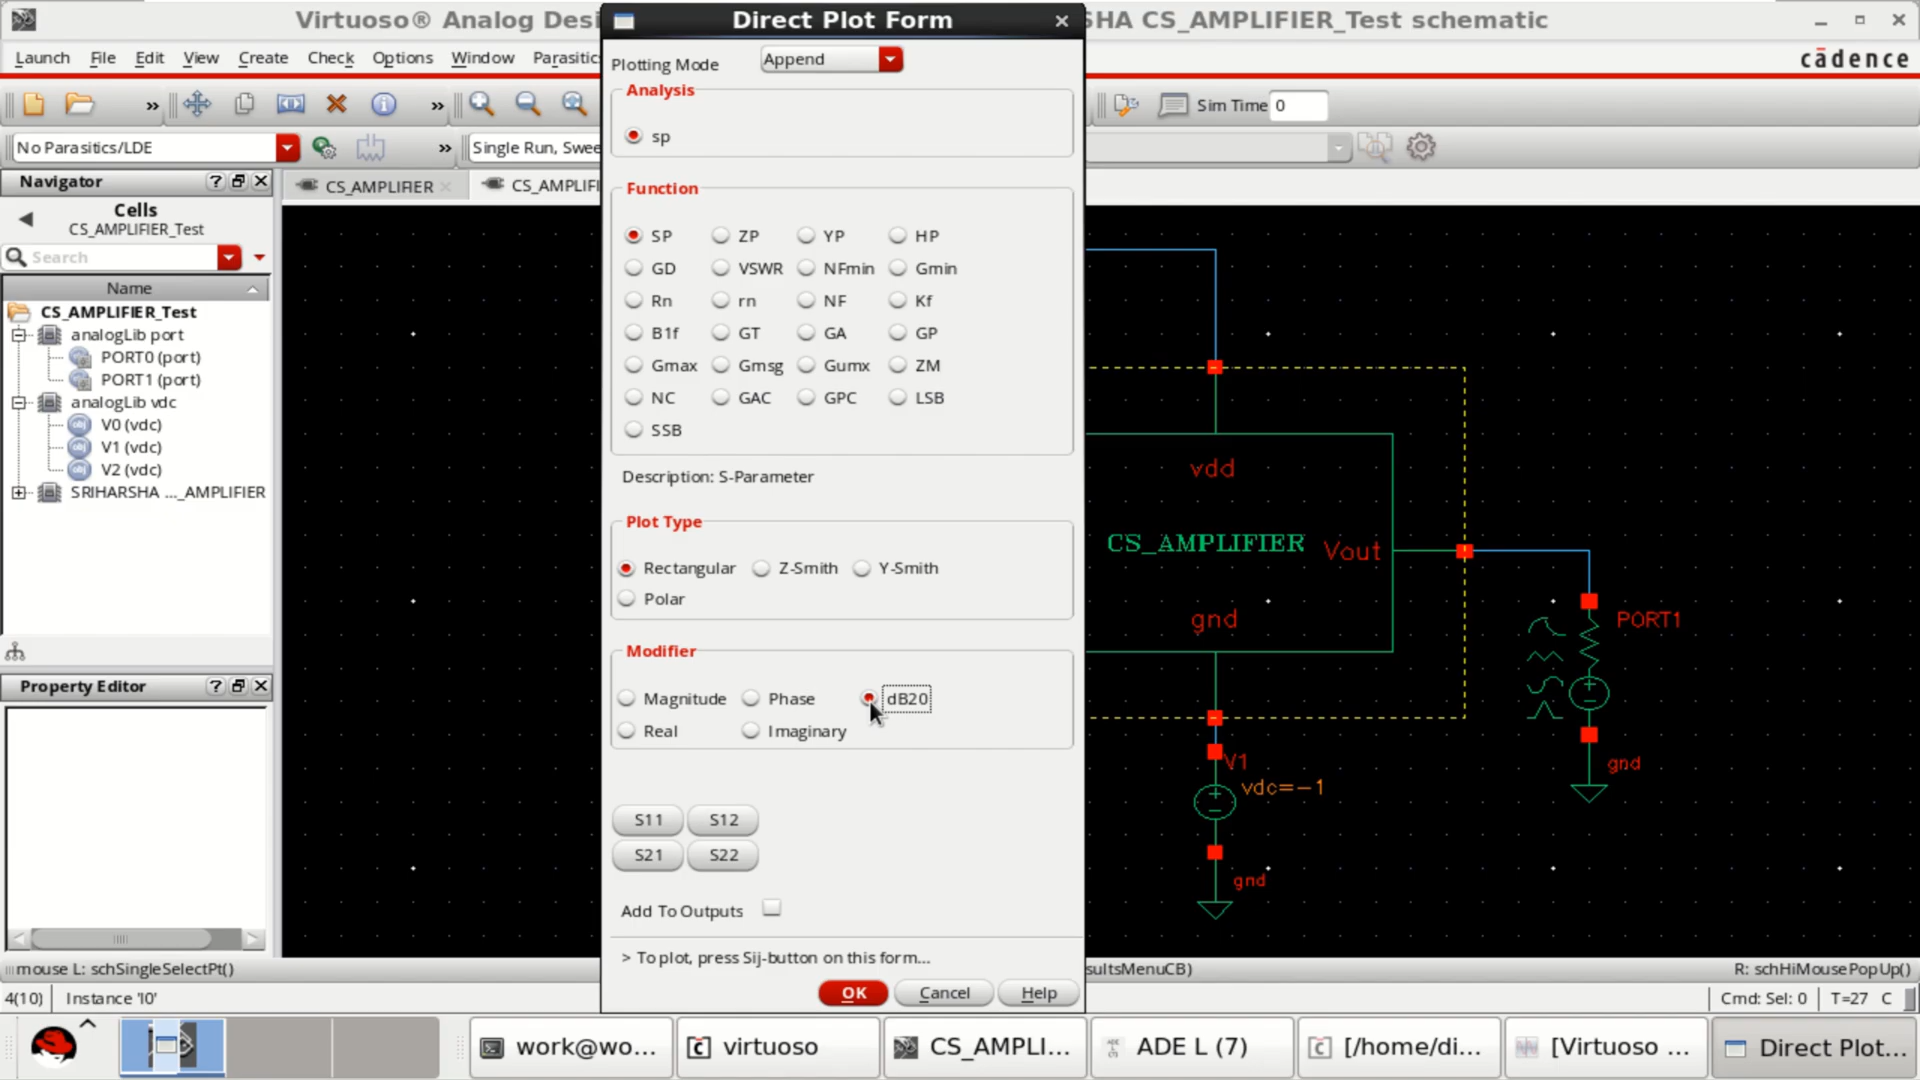 Virtuoso® Analog Desi
Direct Plot Form
SHA CS_AMPLIFIER_Test schematic
Launch File Edit View Create Check Options Window Parasitic
cādence
Plotting Mode Append
» » Sim Time 0
Analysis
sp
No Parasitics/LDE » Single Run, Swee
Navigator ? CS_AMPLIFIER CS_AMPLIFI
Cells
CS_AMPLIFIER_Test
Search
Name
CS_AMPLIFIER_Test
analogLib port
PORT0 (port)
PORT1 (port)
analogLib vdc
V0 (vdc)
V1 (vdc)
V2 (vdc)
SRIHARSHA ..._AMPLIFIER
Property Editor ?
Function
SP ZP YP HP
GD VSWR NFmin Gmin
Rn rn NF Kf
B1f GT GA GP
Gmax Gmsg Gumx ZM
NC GAC GPC LSB
SSB
Description: S-Parameter
Plot Type
Rectangular Z-Smith Y-Smith
Polar
Modifier
Magnitude Phase dB20
Real Imaginary
S11 S12
S21 S22
Add To Outputs
> To plot, press Sij-button on this form...
OK Cancel Help
vdd
CS_AMPLIFIER Vout
gnd
PORT1
gnd
V1
vdc=-1
gnd
mouse L: schSingleSelectPt()
sultsMenuCB)
R: schHiMousePopUp()
4(10) Instance 'I0'
Cmd: Sel: 0 T=27 C
work@wo... virtuoso CS_AMPLI... ADE L (7) [/home/di... [Virtuoso ... Direct Plot...